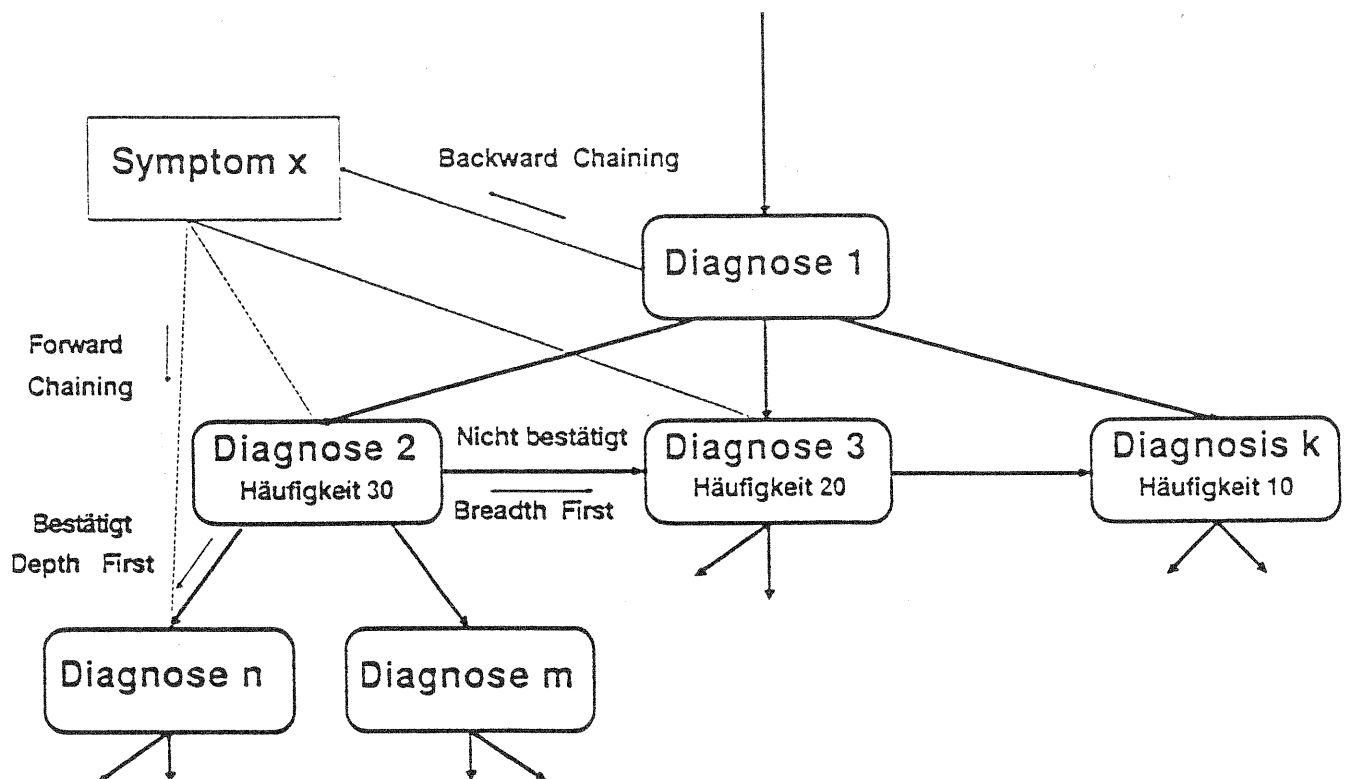 Symptom x
Backward Chaining
Diagnose 1
Forward
Chaining
Diagnose 2
Häufigkeit 30
Nicht bestätigt
Breadth First
Diagnose 3
Häufigkeit 20
Diagnosis k
Häufigkeit 10
Bestätigt
Depth First
Diagnose n
Diagnose m